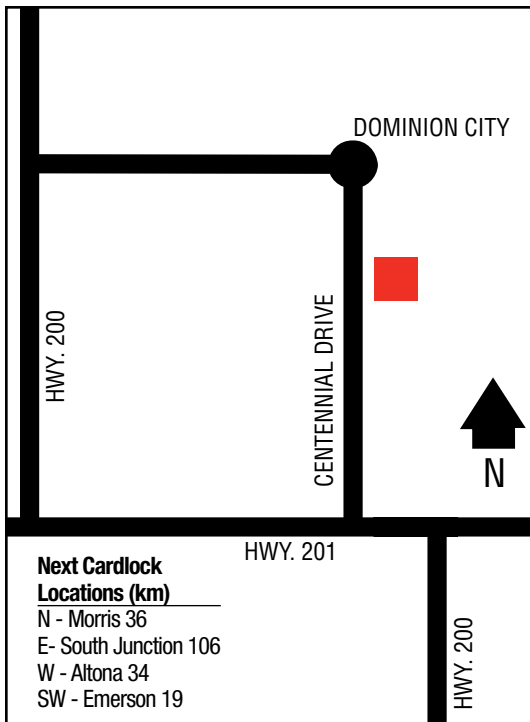 DOMINION CITY
HWY. 200
CENTENNIAL DRIVE
N
HWY. 201
Next Cardlock
Locations (km)
N - Morris 36
E- South Junction 106
W - Altona 34
SW - Emerson 19
HWY. 200